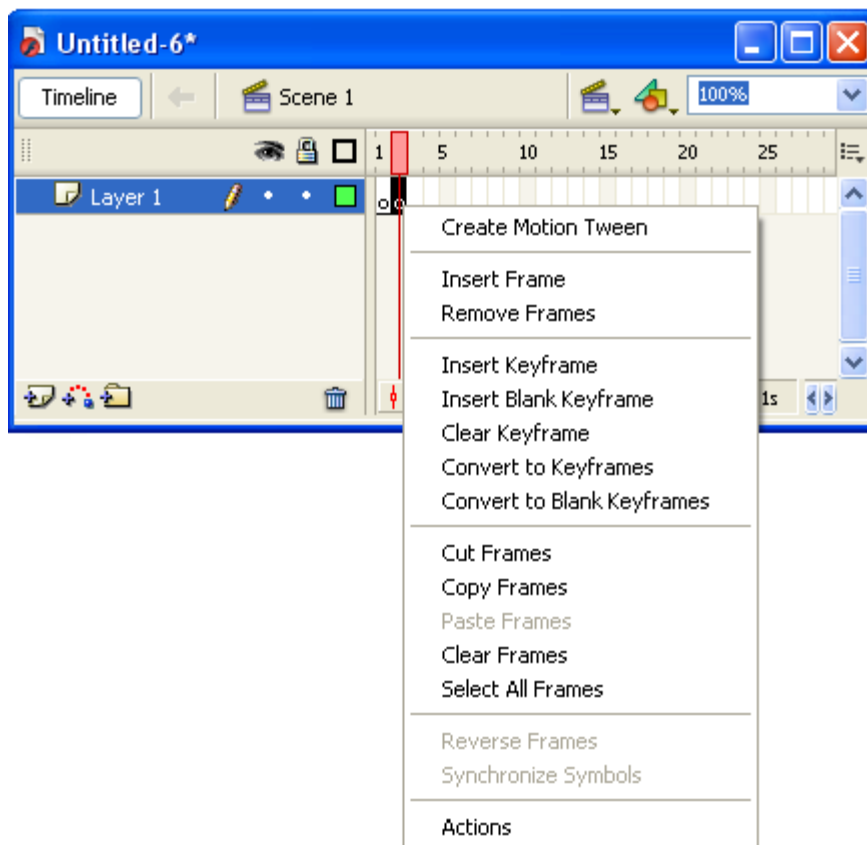 Untitled-6*
Timeline Scene 1 100%
1 5 10 15 20 25
Layer 1
Create Motion Tween
Insert Frame
Remove Frames
Insert Keyframe
Insert Blank Keyframe
1s
Clear Keyframe
Convert to Keyframes
Convert to Blank Keyframes
Cut Frames
Copy Frames
Paste Frames
Clear Frames
Select All Frames
Reverse Frames
Synchronize Symbols
Actions